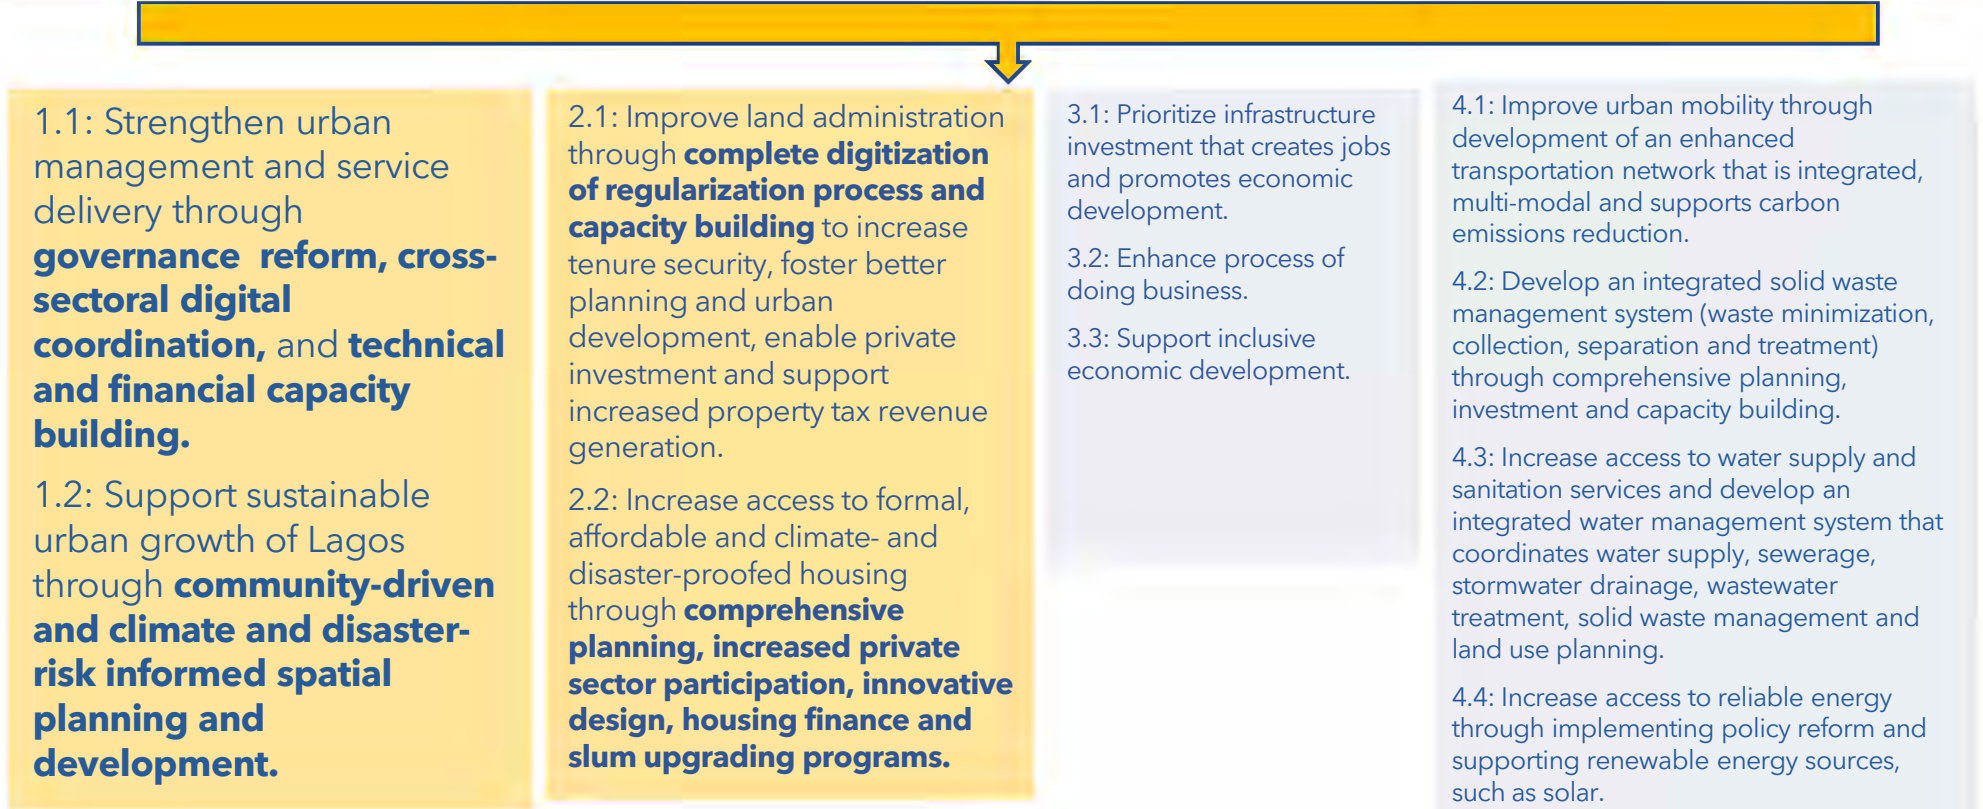 1.1: Strengthen urban
management and service
delivery through
governance  reform, cross-
sectoral digital
coordination, and technical
and financial capacity
building.
1.2: Support sustainable
urban growth of Lagos
through community-driven
and climate and disaster-
risk informed spatial
planning and
development.
2.1: Improve land administration
through complete digitization
of regularization process and
capacity building to increase
tenure security, foster better
planning and urban
development, enable private
investment and support
increased property tax revenue
generation.
2.2: Increase access to formal,
affordable and climate- and
disaster-proofed housing
through comprehensive
planning, increased private
sector participation, innovative
design, housing finance and
slum upgrading programs.
3.1: Prioritize infrastructure
investment that creates jobs
and promotes economic
development.
3.2: Enhance process of
doing business.
3.3: Support inclusive
economic development.
4.1: Improve urban mobility through
development of an enhanced
transportation network that is integrated,
multi-modal and supports carbon
emissions reduction.
4.2: Develop an integrated solid waste
management system (waste minimization,
collection, separation and treatment)
through comprehensive planning,
investment and capacity building.
4.3: Increase access to water supply and
sanitation services and develop an
integrated water management system that
coordinates water supply, sewerage,
stormwater drainage, wastewater
treatment, solid waste management and
land use planning.
4.4: Increase access to reliable energy
through implementing policy reform and
supporting renewable energy sources,
such as solar.